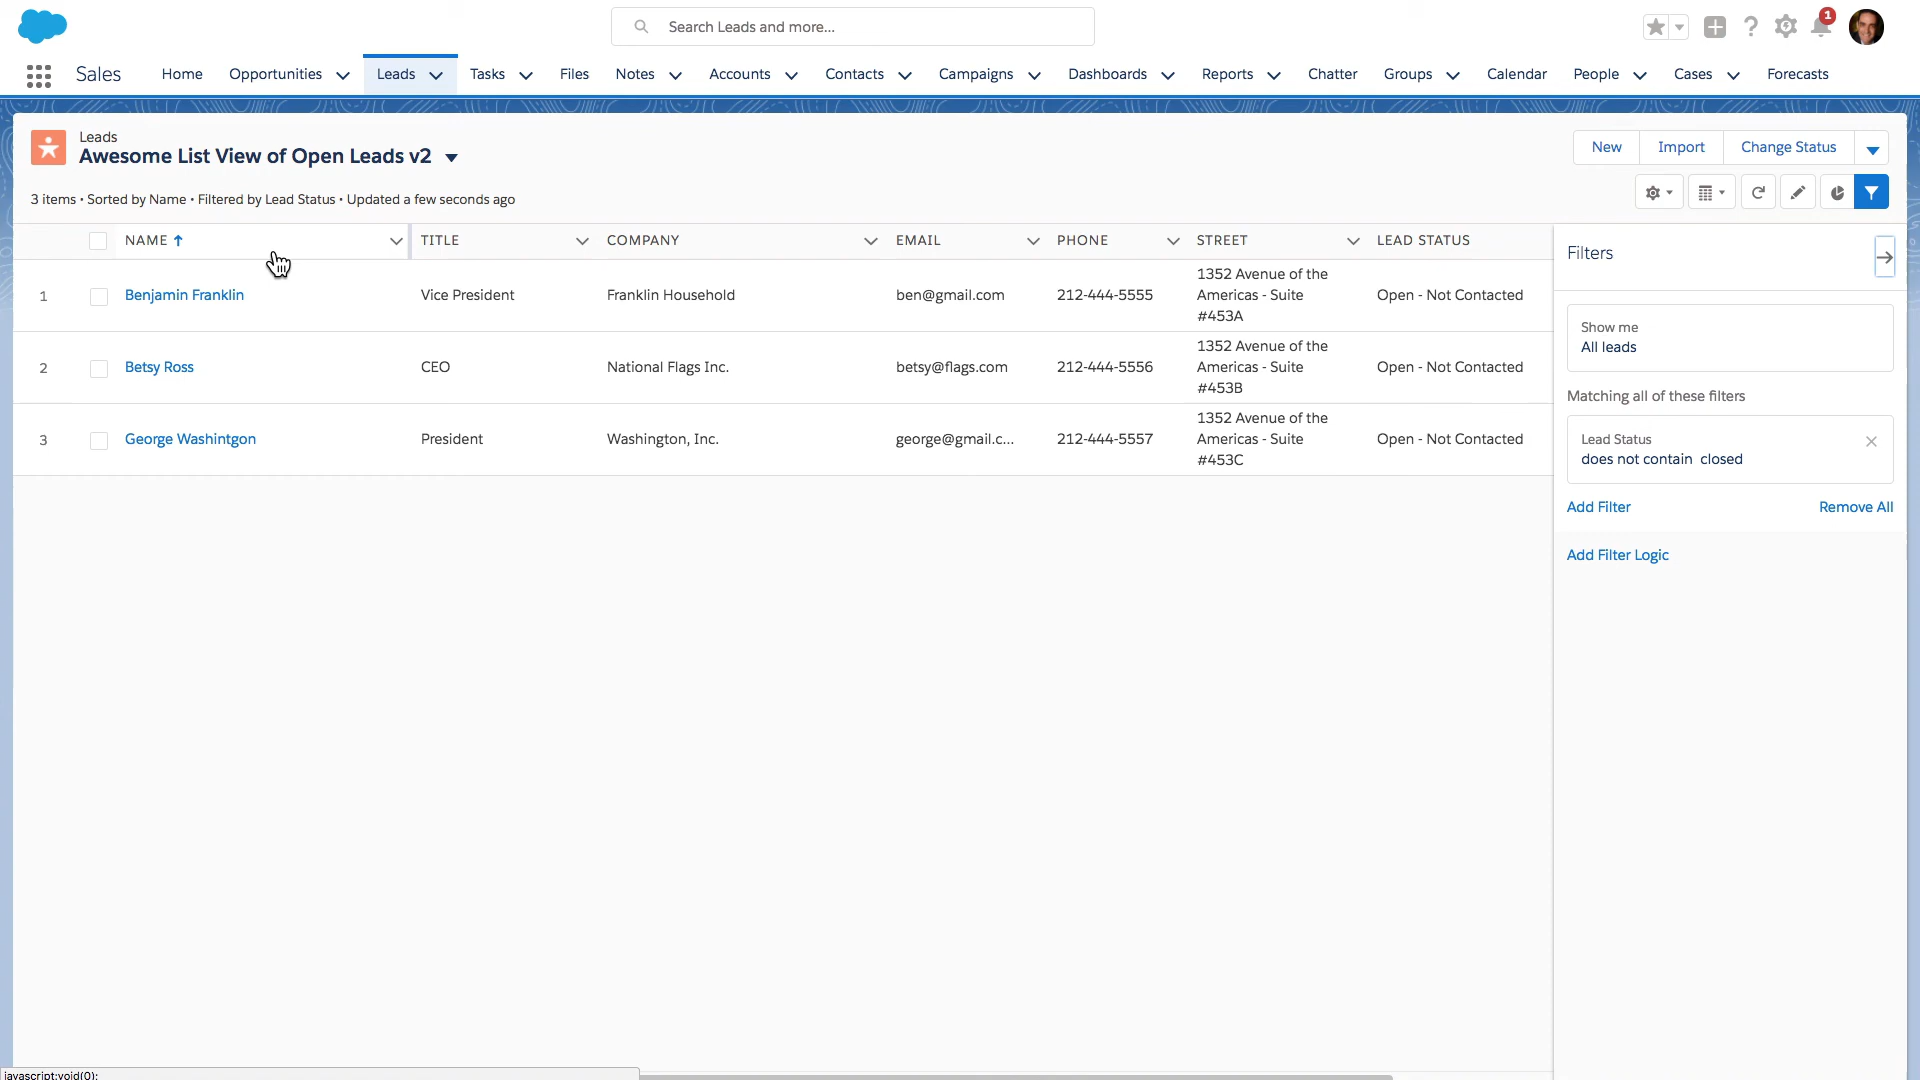 Search Leads and more...
1
Sales
Home
Opportunities
Leads
Tasks
Files
Notes
Accounts
Contacts
Campaigns
Dashboards
Reports
Chatter
Groups
Calendar
People
Cases
Forecasts
Leads
Awesome List View of Open Leads v2
New
Import
Change Status
3 items • Sorted by Name • Filtered by Lead Status • Updated a few seconds ago
NAME
TITLE
COMPANY
EMAIL
PHONE
STREET
LEAD STATUS
1
Benjamin Franklin
Vice President
Franklin Household
ben@gmail.com
212-444-5555
1352 Avenue of the
Americas - Suite
#453A
Open - Not Contacted
2
Betsy Ross
CEO
National Flags Inc.
betsy@flags.com
212-444-5556
1352 Avenue of the
Americas - Suite
#453B
Open - Not Contacted
3
George Washintgon
President
Washington, Inc.
george@gmail.c...
212-444-5557
1352 Avenue of the
Americas - Suite
#453C
Open - Not Contacted
Filters
Show me
All leads
Matching all of these filters
Lead Status
does not contain closed
Add Filter
Remove All
Add Filter Logic
javascript:void(0);